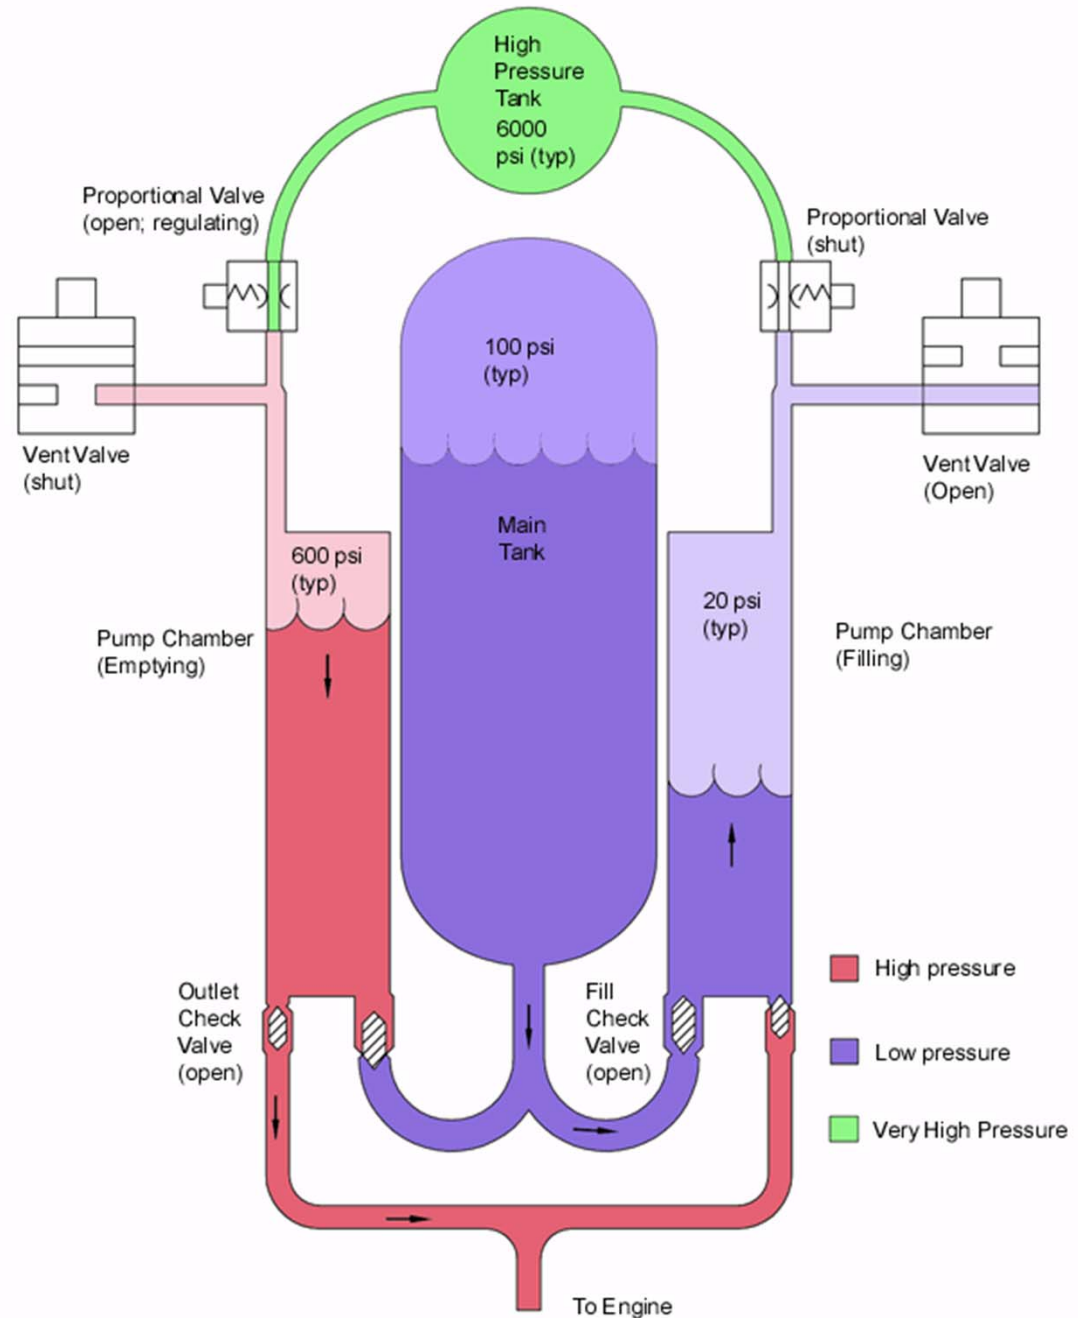 High
Pressure
Tank
6000
psi (typ)
Proportional Valve
(open; regulating)
Proportional Valve
(shut)
100 psi
(typ)
Vent Valve
(shut)
Vent Valve
(Open)
Main
Tank
600 psi
(typ)
20 psi
(typ)
Pump Chamber
(Emptying)
Pump Chamber
(Filling)
Outlet
Check
Valve
(open)
Fill
Check
Valve
(open)
High pressure
Low pressure
Very High Pressure
To Engine